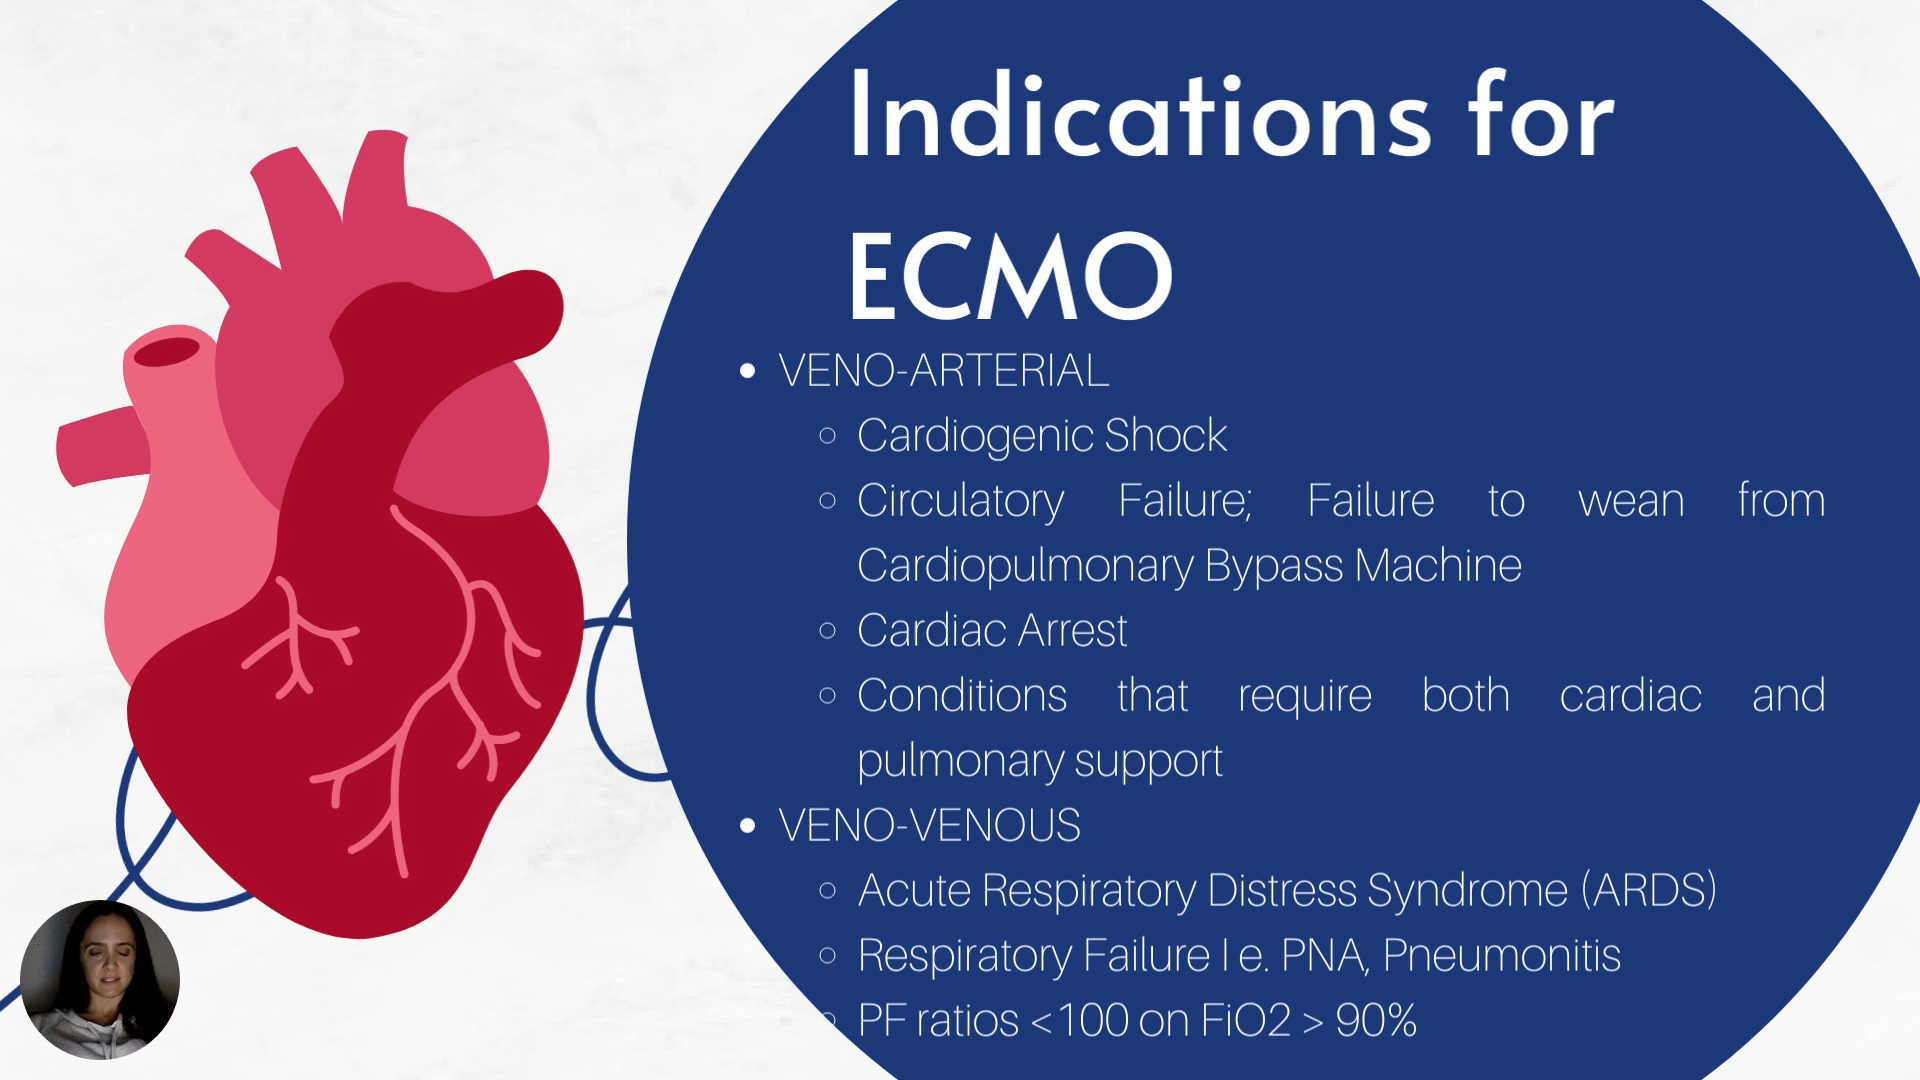 Indications for
ECMO
VENO-ARTERIAL
Cardiogenic Shock
Circulatory Failure; Failure to wean from
Cardiopulmonary Bypass Machine
Cardiac Arrest
Conditions that require both cardiac and
pulmonary support
VENO-VENOUS
Acute Respiratory Distress Syndrome (ARDS)
Respiratory Failure I e. PNA, Pneumonitis
PF ratios <100 on FiO2 > 90%